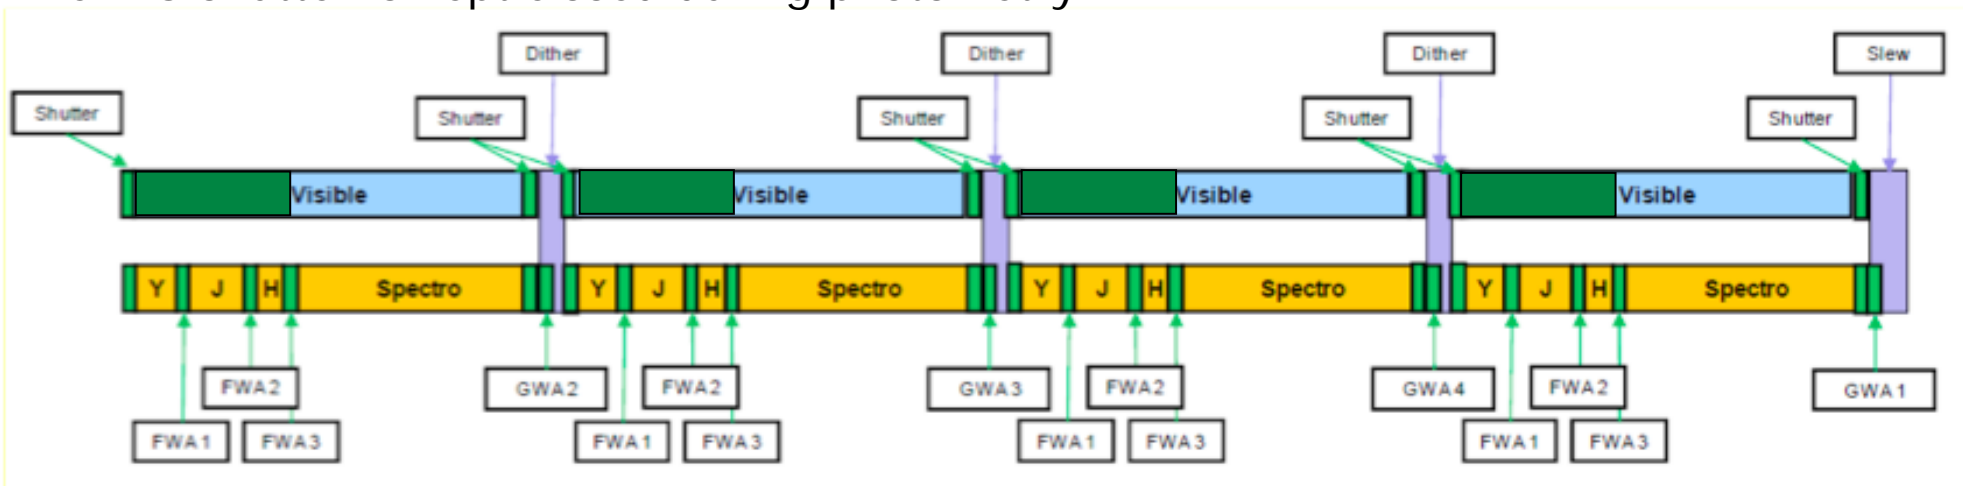 Dither Dither Dither Slew
Shutter Shutter Shutter Shutter Shutter
Visible Visible Visible Visible
Y J H Spectro Y J H Spectro Y J H Spectro Y J H Spectro
FWA2 GWA2 FWA2 GWA3 FWA2 GWA4 FWA2 GWA1
FWA1 FWA3 FWA1 FWA3 FWA1 FWA3 FWA1 FWA3